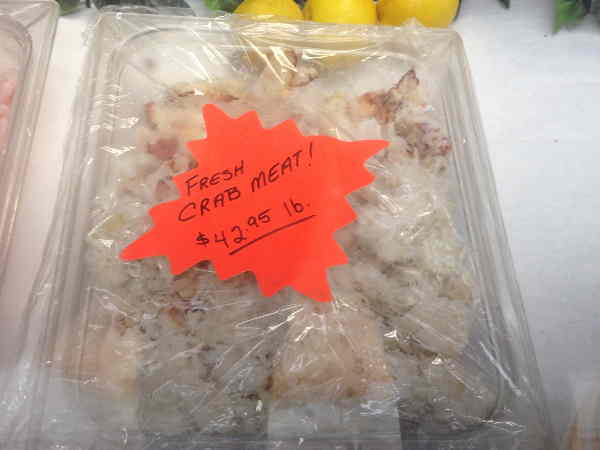 FRESH
CRAB MEAT!
$42.95 lb.